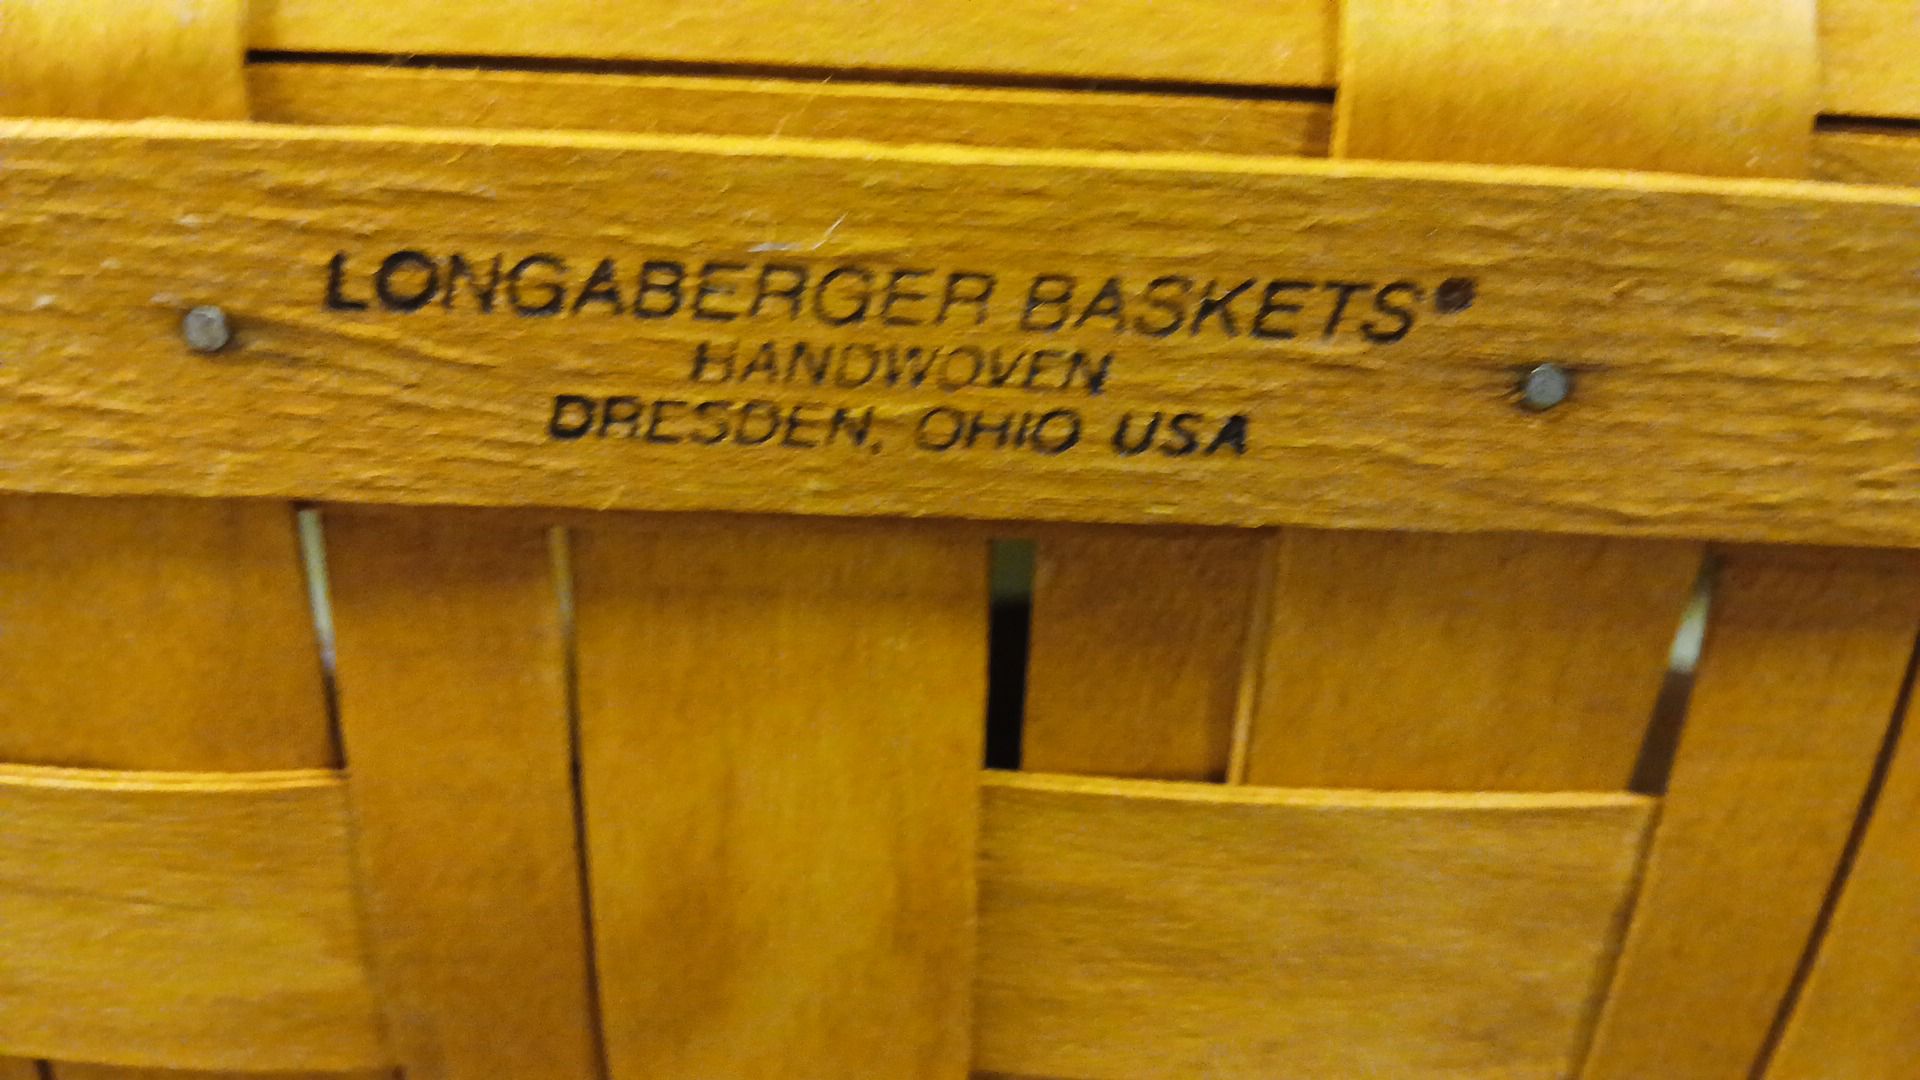 LONGABERGER BASKETS®
HANDWOVEN
DRESDEN, OHIO USA